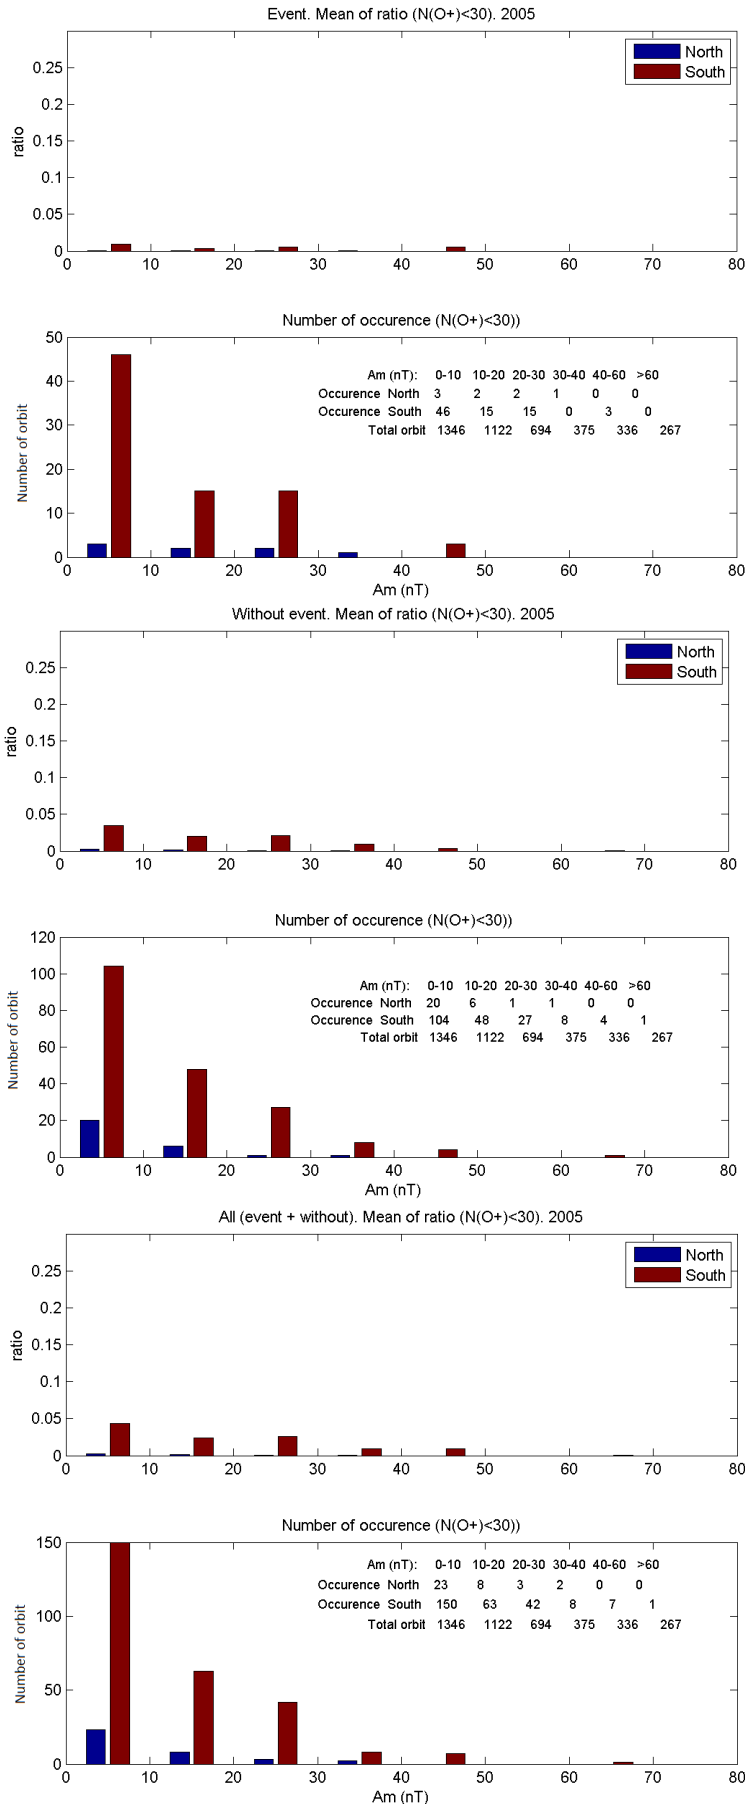 Event. Mean of ratio (N(O+)<30). 2005
North
South
ratio
0.25
0.2
0.15
0.1
0.05
0
0 10 20 30 40 50 60 70 80
Number of occurence (N(O+)<30))
Number of orbit
50
40
30
20
10
0
Am (nT): 0-10 10-20 20-30 30-40 40-60 >60
Occurence North 3 2 2 1 0 0
Occurence South 46 15 15 0 3 0
Total orbit 1346 1122 694 375 336 267
0 10 20 30 40 50 60 70 80
Am (nT)
Without event. Mean of ratio (N(O+)<30). 2005
North
South
ratio
0.25
0.2
0.15
0.1
0.05
0
0 10 20 30 40 50 60 70 80
Number of occurence (N(O+)<30))
Number of orbit
120
100
80
60
40
20
0
Am (nT): 0-10 10-20 20-30 30-40 40-60 >60
Occurence North 20 6 1 1 0 0
Occurence South 104 48 27 8 4 1
Total orbit 1346 1122 694 375 336 267
0 10 20 30 40 50 60 70 80
Am (nT)
All (event + without). Mean of ratio (N(O+)<30). 2005
North
South
ratio
0.25
0.2
0.15
0.1
0.05
0
0 10 20 30 40 50 60 70 80
Number of occurence (N(O+)<30))
Number of orbit
150
100
50
0
Am (nT): 0-10 10-20 20-30 30-40 40-60 >60
Occurence North 23 8 3 2 0 0
Occurence South 150 63 42 8 7 1
Total orbit 1346 1122 694 375 336 267
0 10 20 30 40 50 60 70 80
Am (nT)